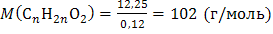 M(CₙH₂ₙO₂) = 12,25/0,12 = 102 (г/моль)